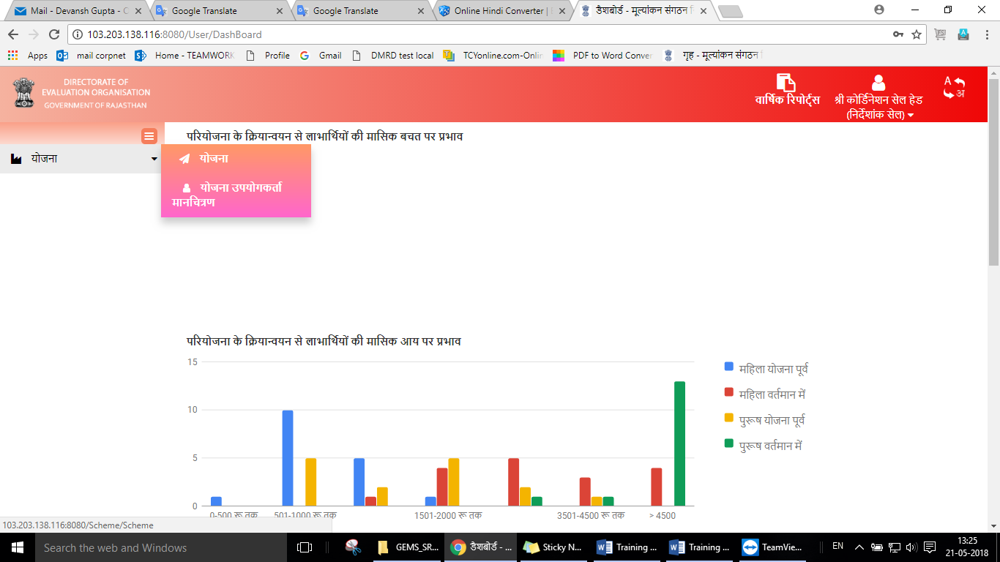 Mail - Devansh Gupta - C
Google Translate
Google Translate
Online Hindi Converter |
डैशबोर्ड - मूल्यांकन संगठन
103.203.138.116:8080/User/DashBoard
Apps
mail corpnet
Home - TEAMWORK
Profile
Gmail
DMRD test local
TCYonline.com-Onlin
PDF to Word Conver
गृह - मूल्यांकन संगठन
DIRECTORATE OF
EVALUATION ORGANISATION
GOVERNMENT OF RAJASTHAN
वार्षिक रिपोर्ट्स
श्री कोर्डिनेशन सेल हेड
(निर्देशांक सेल)
A
अ
योजना
योजना
योजना उपयोगकर्ता
मानचित्रण
परियोजना के क्रियान्वयन से लाभार्थियों की मासिक बचत पर प्रभाव
परियोजना के क्रियान्वयन से लाभार्थियों की मासिक आय पर प्रभाव
15
10
5
0
0-500 रू तक
501-1000 रू तक
1501-2000 रू तक
3501-4500 रू तक
> 4500
महिला योजना पूर्व
महिला वर्तमान में
पुरूष योजना पूर्व
पुरूष वर्तमान में
103.203.138.116:8080/Scheme/Scheme
Search the web and Windows
GEMS_SR...
डैशबोर्ड - ...
Sticky N...
Training ...
Training ...
TeamVie...
EN
13:25
21-05-2018